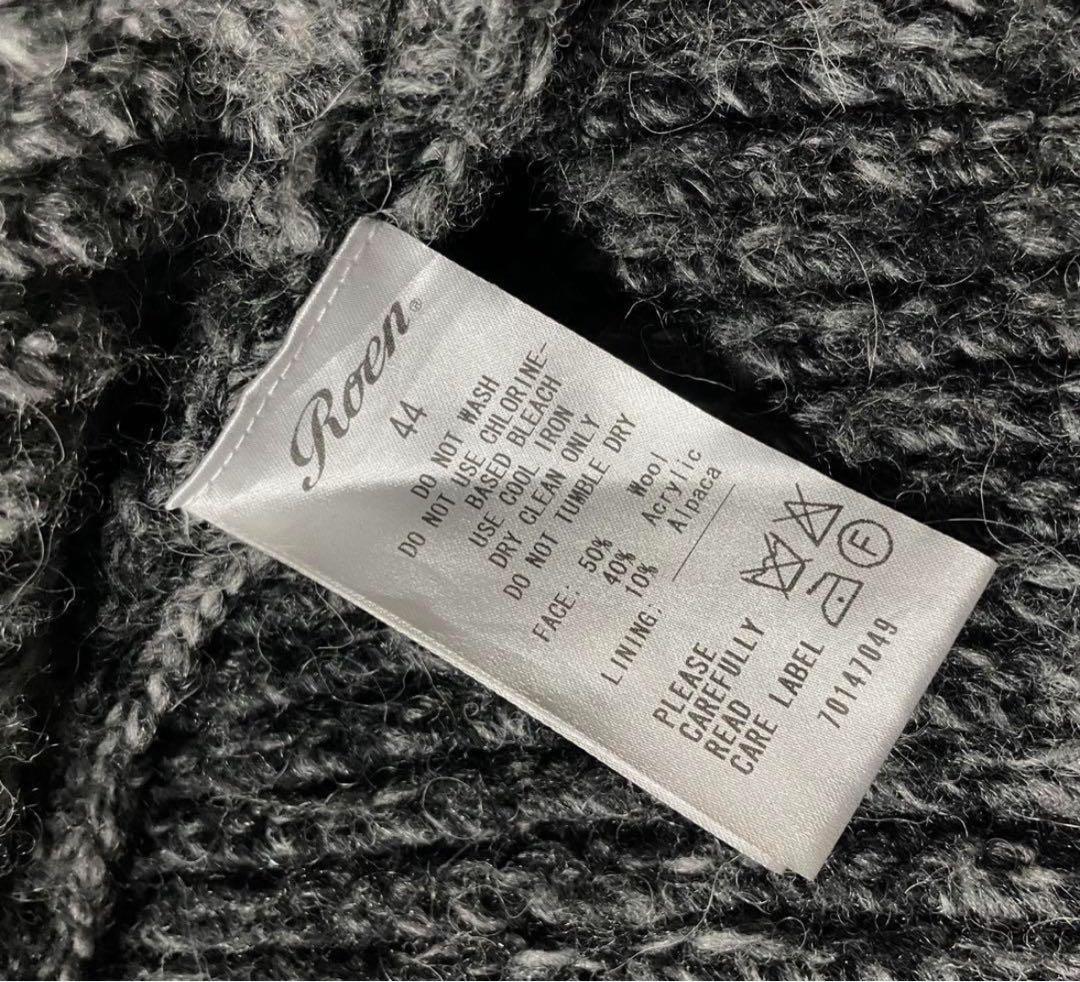 Roen®
44
DO NOT WASH
DO NOT USE CHLORINE-
BASED BLEACH
USE COOL IRON
DRY CLEAN ONLY
DO NOT TUMBLE DRY
FACE: 50% Wool
40% Acrylic
10% Alpaca
LINING:
F
PLEASE
CAREFULLY
READ
CARE LABEL
70147049